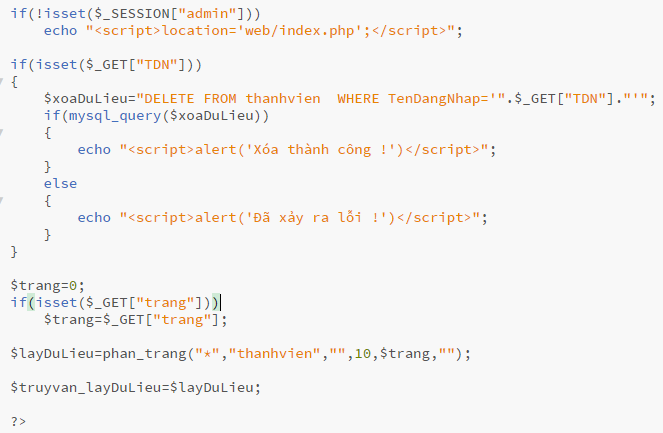 if(!isset($_SESSION["admin"]))
echo "<script>location='web/index.php';</script>";
if(isset($_GET["TDN"]))
{
$xoaDuLieu="DELETE FROM thanhvien  WHERE TenDangNhap='".$_GET["TDN"]."'";
if(mysql_query($xoaDuLieu))
{
echo "<script>alert('Xóa thành công !')</script>";
}
else
{
echo "<script>alert('Đã xảy ra lỗi !')</script>";
}
}
$trang=0;
if(isset($_GET["trang"]))
$trang=$_GET["trang"];
$layDuLieu=phan_trang("*","thanhvien","",10,$trang,"");
$truyvan_layDuLieu=$layDuLieu;
?>